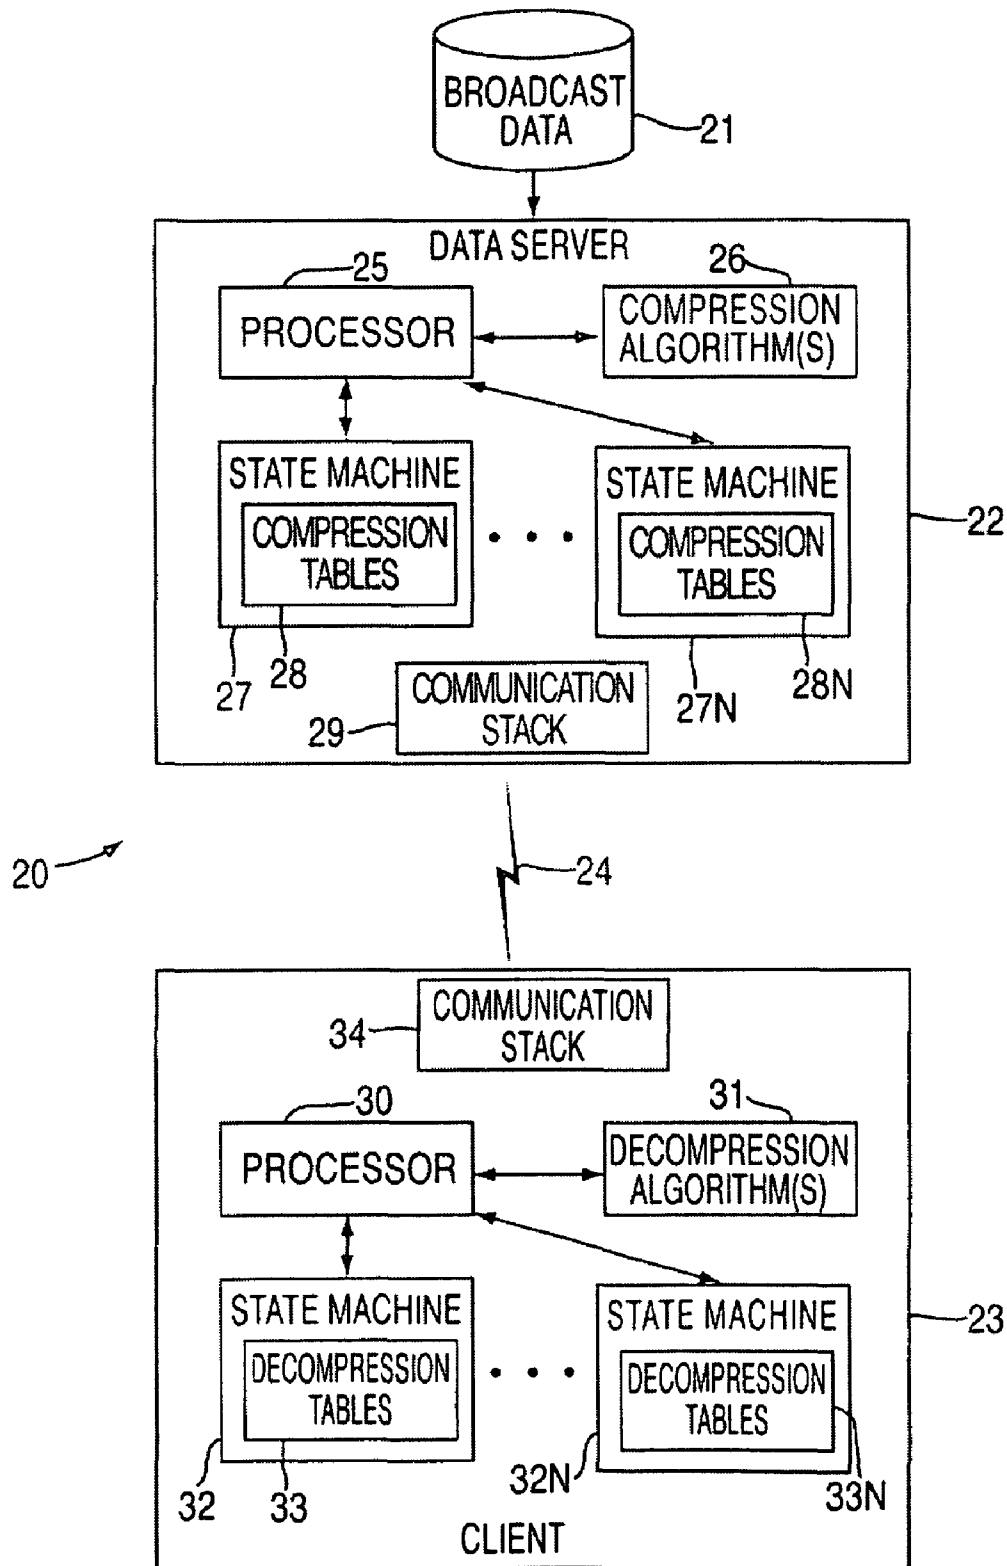 BROADCAST
DATA
21
DATA SERVER
25
26
PROCESSOR
COMPRESSION
ALGORITHM(S)
STATE MACHINE
COMPRESSION
TABLES
STATE MACHINE
COMPRESSION
TABLES
22
27
28
27N
28N
29
COMMUNICATION
STACK
20
24
COMMUNICATION
STACK
34
30
31
PROCESSOR
DECOMPRESSION
ALGORITHM(S)
STATE MACHINE
DECOMPRESSION
TABLES
STATE MACHINE
DECOMPRESSION
TABLES
23
32
33
32N
33N
CLIENT